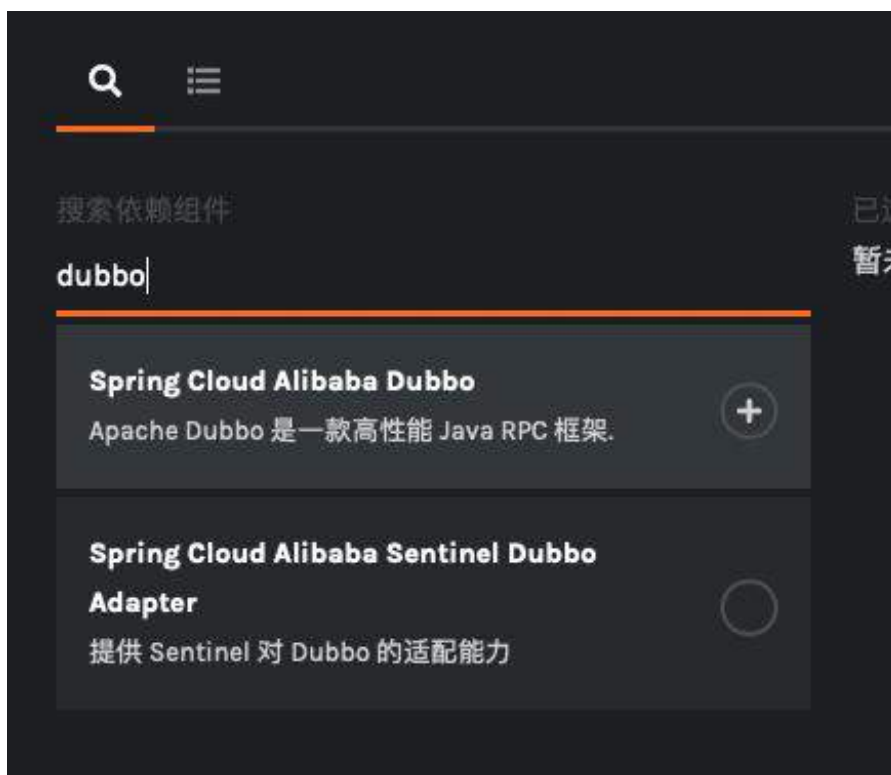 搜索依赖组件
已
dubbo
暂
Spring Cloud Alibaba Dubbo
Apache Dubbo 是一款高性能 Java RPC 框架.
Spring Cloud Alibaba Sentinel Dubbo
Adapter
提供 Sentinel 对 Dubbo 的适配能力